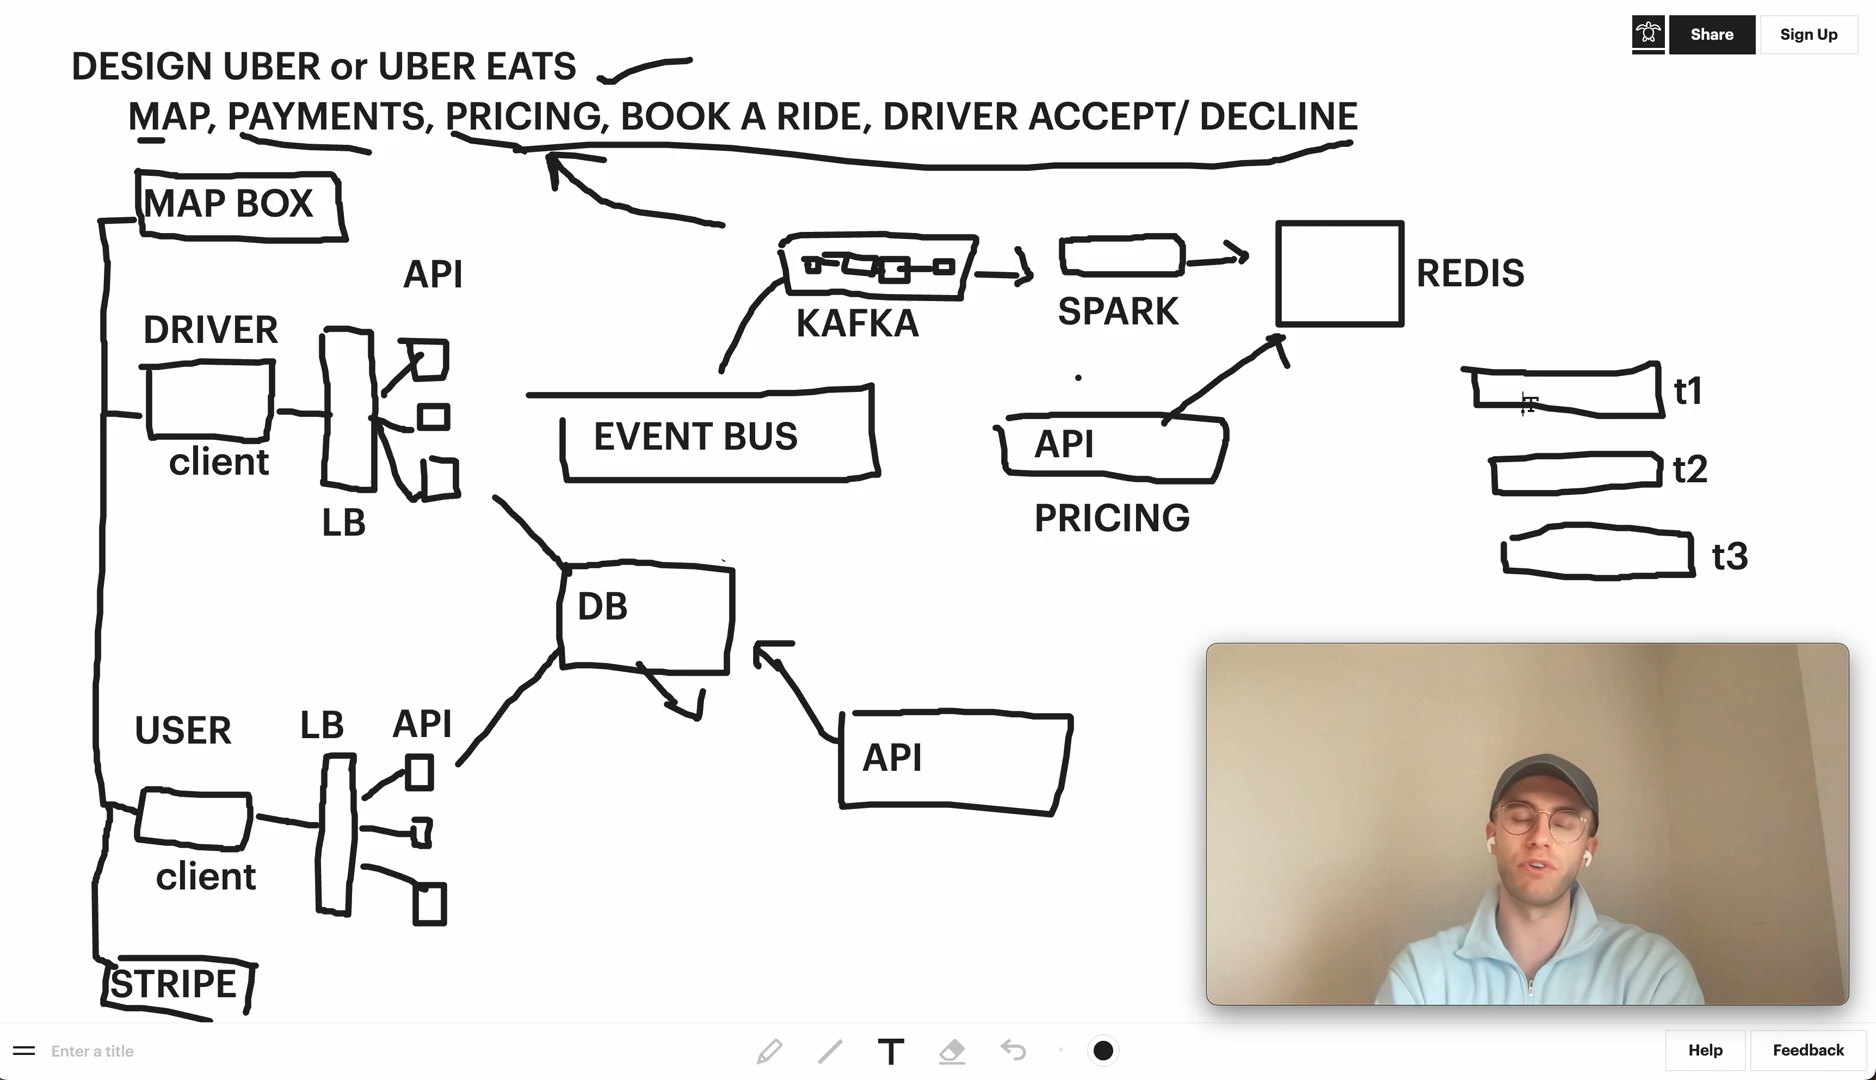 Share
Sign Up
DESIGN UBER or UBER EATS
MAP, PAYMENTS, PRICING, BOOK A RIDE, DRIVER ACCEPT/ DECLINE
MAP BOX
API
DRIVER
client
LB
KAFKA
SPARK
REDIS
EVENT BUS
API
PRICING
t1
t2
t3
DB
API
USER
LB
API
client
STRIPE
Enter a title
T
Help
Feedback